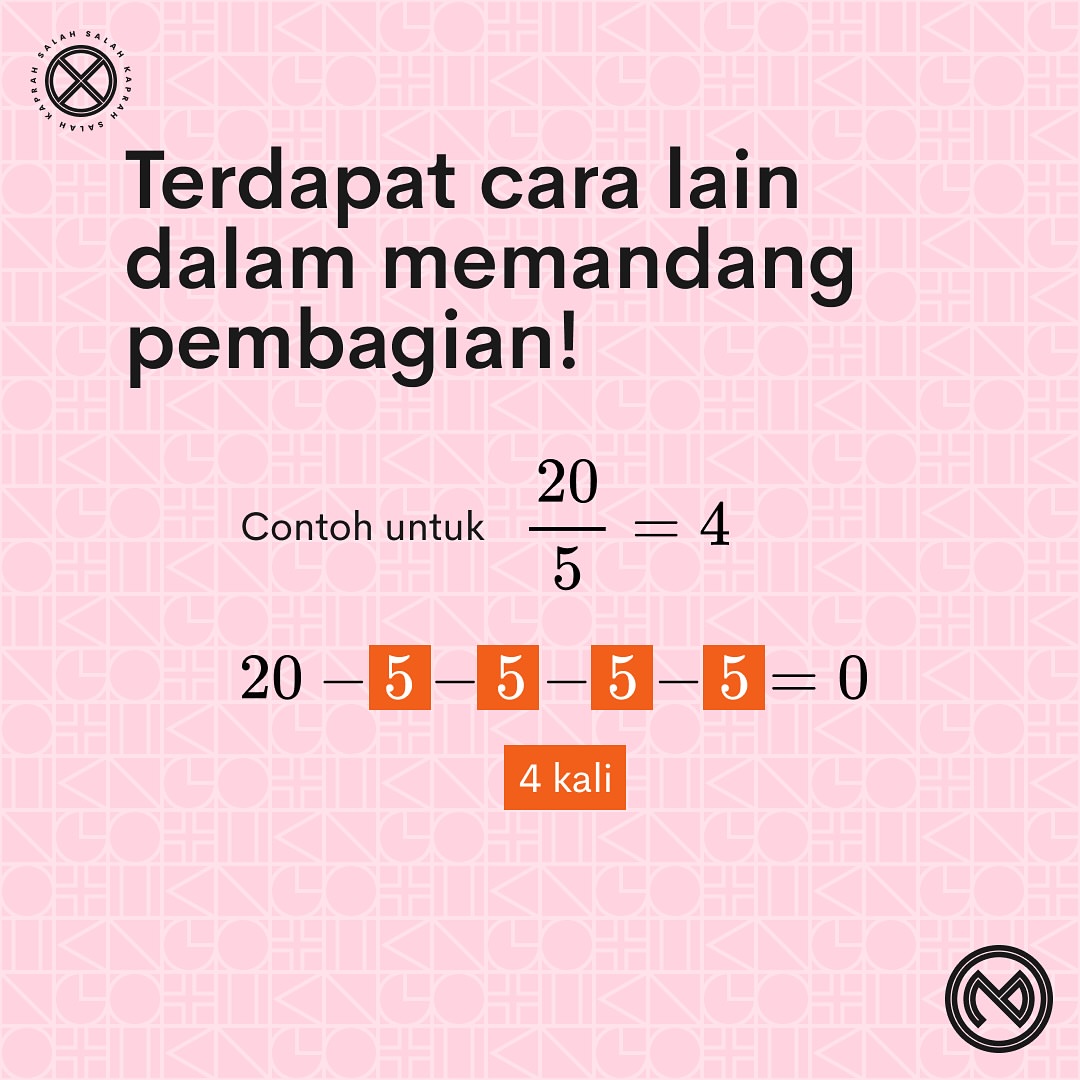 SALAH KAPRAH SALAH KAPRAH SALAH
Terdapat cara lain
dalam memandang
pembagian!
Contoh untuk 20/5 = 4
20 − 5 − 5 − 5 − 5 = 0
4 kali